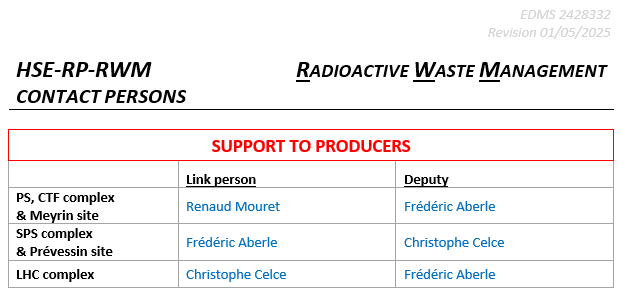 EDMS 2428332
Revision 01/05/2025
HSE-RP-RWM RADIOACTIVE WASTE MANAGEMENT
CONTACT PERSONS
SUPPORT TO PRODUCERS
Link person Deputy
PS, CTF complex
& Meyrin site Renaud Mouret Frédéric Aberle
SPS complex
& Prévessin site Frédéric Aberle Christophe Celce
LHC complex Christophe Celce Frédéric Aberle